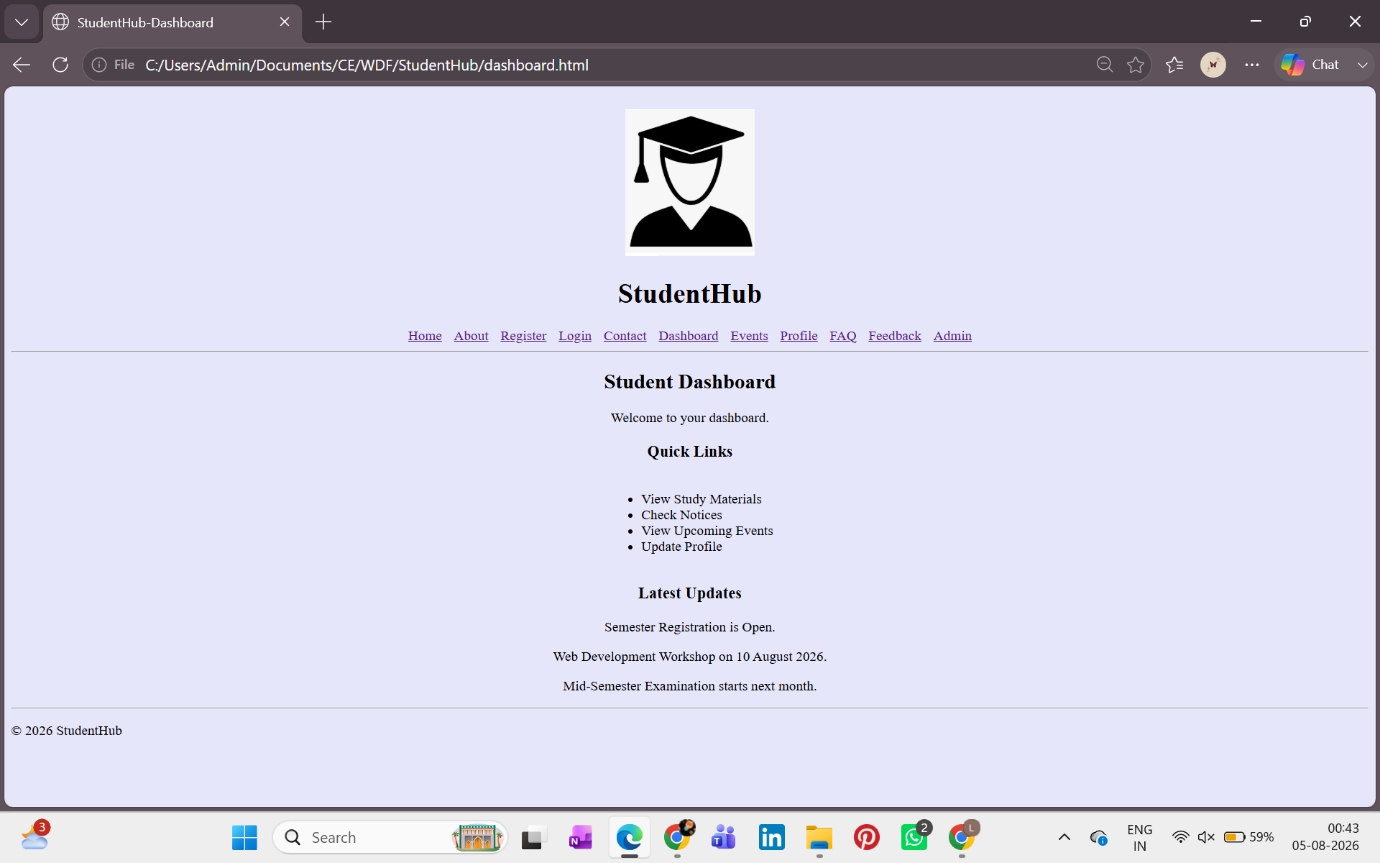 StudentHub-Dashboard
File C:/Users/Admin/Documents/CE/WDF/StudentHub/dashboard.html
Chat
StudentHub
Home About Register Login Contact Dashboard Events Profile FAQ Feedback Admin
Student Dashboard
Welcome to your dashboard.
Quick Links
• View Study Materials
• Check Notices
• View Upcoming Events
• Update Profile
Latest Updates
Semester Registration is Open.
Web Development Workshop on 10 August 2026.
Mid-Semester Examination starts next month.
© 2026 StudentHub
3
Search
N
T
in
2
L
ENG
IN
59%
00:43
05-08-2026